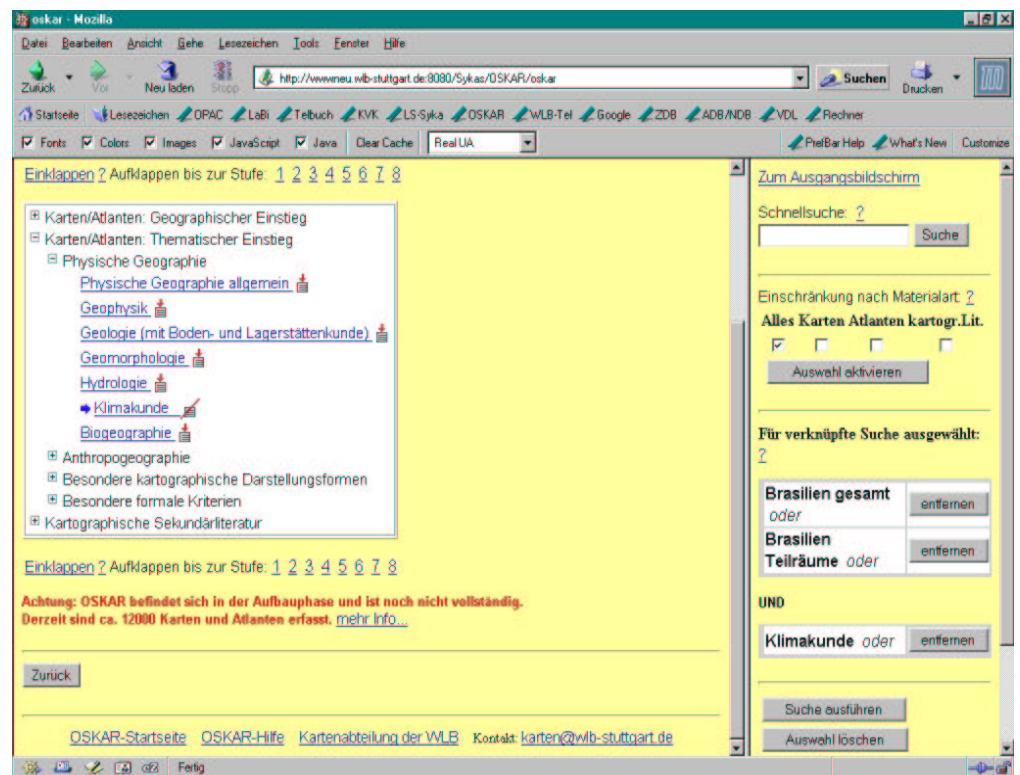 oskar - Mozilla
Datei Bearbeiten Ansicht Gehe Lesezeichen Tools Fenster Hilfe
Zurück Vor Neu laden Stopp http://wwwneu.wlb-stuttgart.de:8080/Sykas/OSKAR/oskar Suchen Drucken
Startseite Lesezeichen OPAC LaBi Telbuch KVK LS-Syka OSKAR WLB-Tel Google ZDB ADB/NDB VDL Rechner
Fonts Colors Images JavaScript Java Clear Cache Real UA PrefBar Help What's New Customize
Einklappen ? Aufklappen bis zur Stufe: 1 2 3 4 5 6 7 8
Karten/Atlanten: Geographischer Einstieg
Karten/Atlanten: Thematischer Einstieg
Physische Geographie
Physische Geographie allgemein
Geophysik
Geologie (mit Boden- und Lagerstättenkunde)
Geomorphologie
Hydrologie
Klimakunde
Biogeographie
Anthropogeographie
Besondere kartographische Darstellungsformen
Besondere formale Kriterien
Kartographische Sekundärliteratur
Einklappen ? Aufklappen bis zur Stufe: 1 2 3 4 5 6 7 8
Achtung: OSKAR befindet sich in der Aufbauphase und ist noch nicht vollständig.
Derzeit sind ca. 12000 Karten und Atlanten erfasst. mehr Info...
Zurück
OSKAR-Startseite OSKAR-Hilfe Kartenabteilung der WLB Kontakt: karten@wlb-stuttgart.de
Zum Ausgangsbildschirm
Schnellsuche: ?
Suche
Einschränkung nach Materialart: ?
Alles Karten Atlanten kartogr.Lit.
Auswahl aktivieren
Für verknüpfte Suche ausgewählt:
?
Brasilien gesamt
oder
entfernen
Brasilien
Teilräume oder
entfernen
UND
Klimakunde oder entfernen
Suche ausführen
Auswahl löschen
Fertig